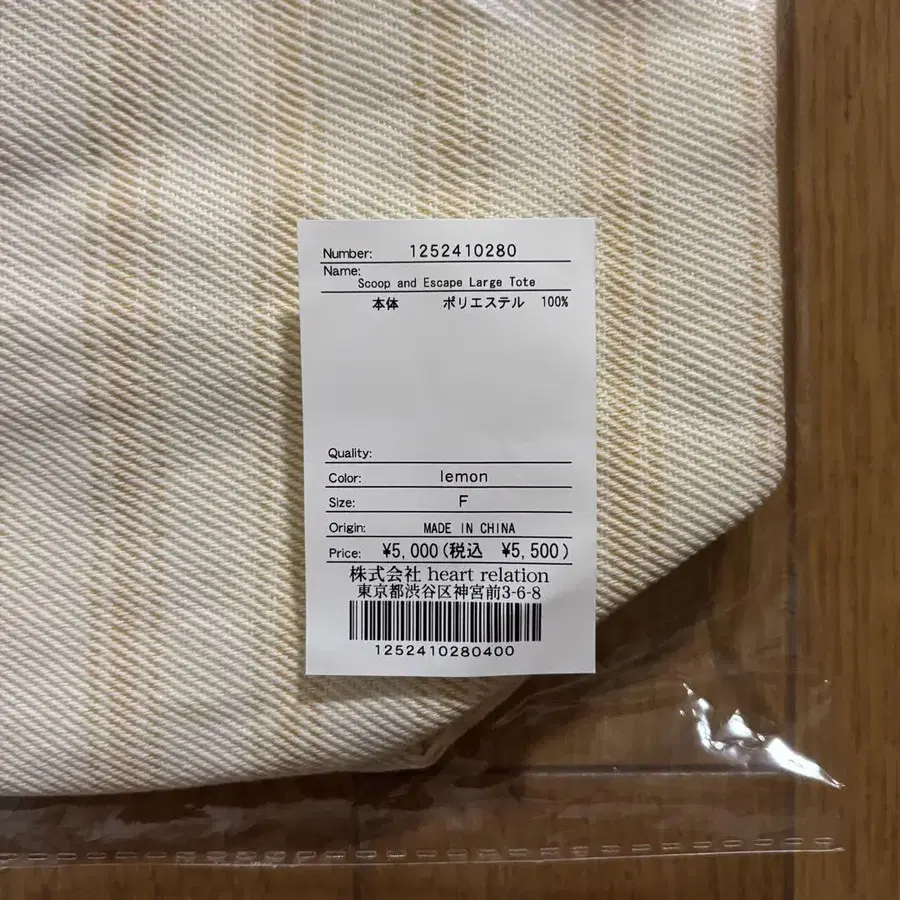 Number: 1252410280
Name:
Scoop and Escape Large Tote
本体 ポリエステル 100%
Quality:
Color: lemon
Size: F
Origin: MADE IN CHINA
Price: ¥5,000(税込 ¥5,500)
株式会社 heart relation
東京都渋谷区神宮前3-6-8
1252410280400